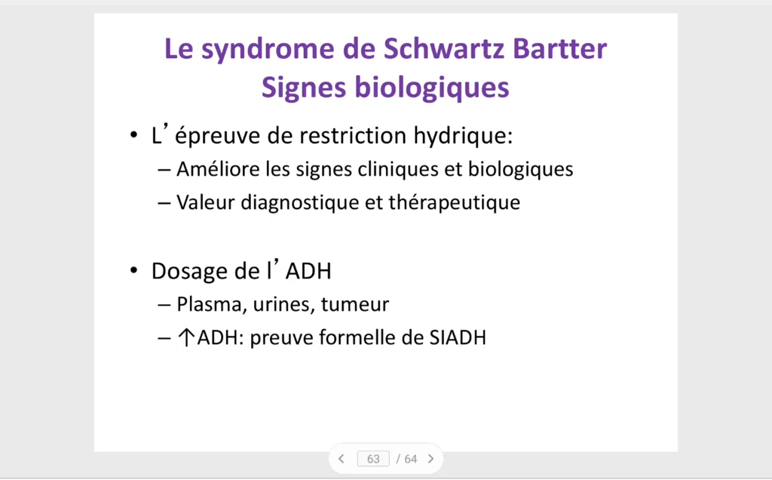 Le syndrome de Schwartz Bartter
Signes biologiques
• L’épreuve de restriction hydrique:
– Améliore les signes cliniques et biologiques
– Valeur diagnostique et thérapeutique
• Dosage de l’ADH
– Plasma, urines, tumeur
– ↑ADH: preuve formelle de SIADH
63 / 64